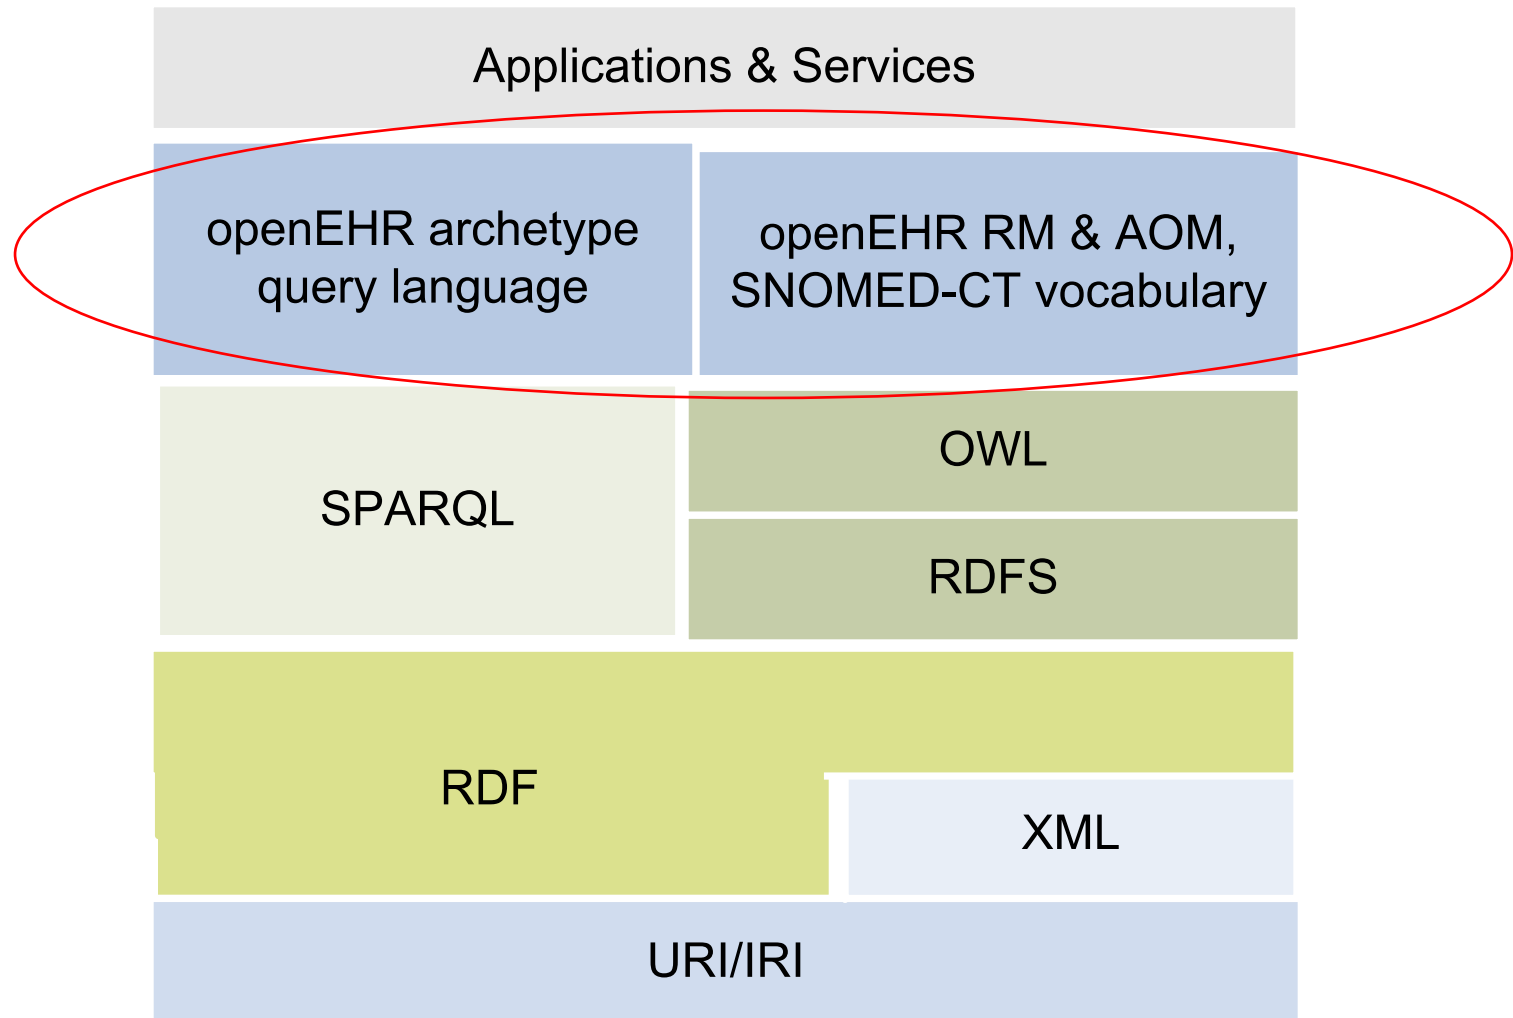 Applications & Services
openEHR archetype
query language
openEHR RM & AOM,
SNOMED-CT vocabulary
SPARQL
OWL
RDFS
RDF
XML
URI/IRI